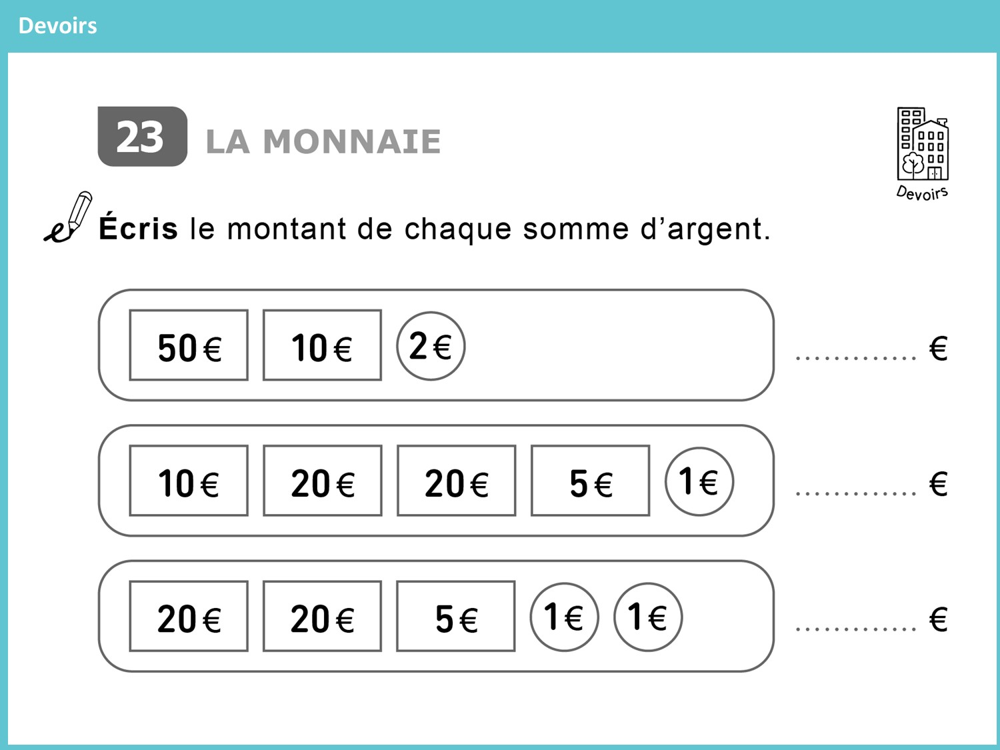 Devoirs
23 LA MONNAIE
Devoirs
Écris le montant de chaque somme d’argent.
50 € 10 € 2 € ............. €
10 € 20 € 20 € 5 € 1 € ............. €
20 € 20 € 5 € 1 € 1 € ............. €